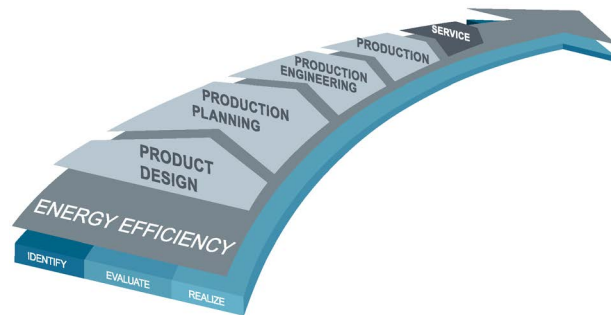 SERVICE
PRODUCTION
PRODUCTION
ENGINEERING
PRODUCTION
PLANNING
PRODUCT
DESIGN
ENERGY EFFICIENCY
IDENTIFY
EVALUATE
REALIZE